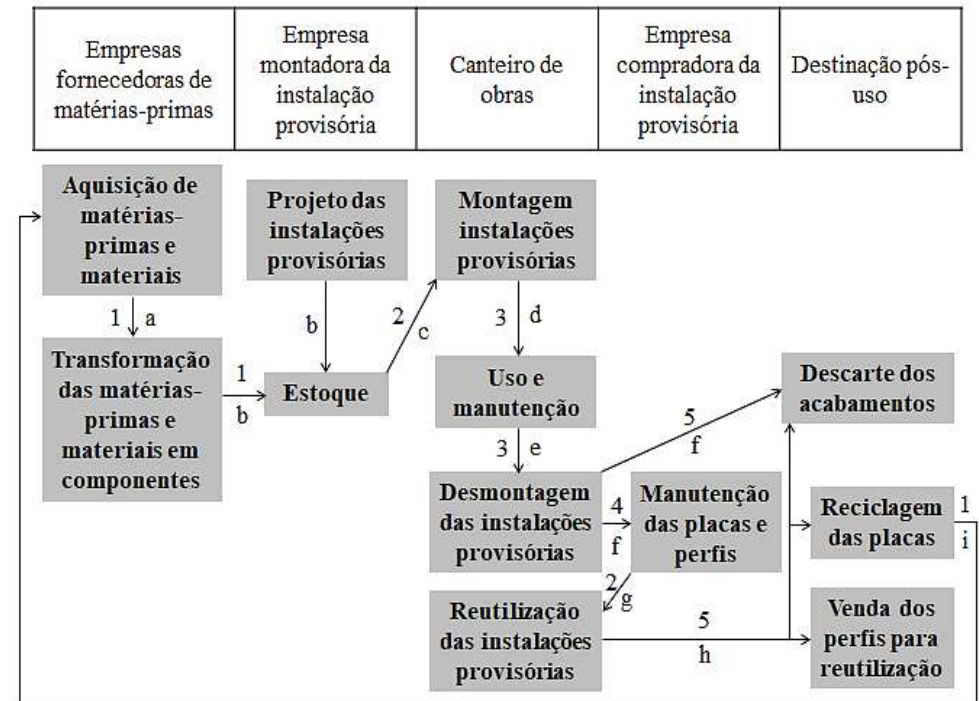 Empresas
fornecedoras de
matérias-primas
Empresa
montadora da
instalação
provisória
Canteiro de
obras
Empresa
compradora da
instalação
provisória
Destinação pós-
uso
Aquisição de
matérias-
primas e
materiais
Projeto das
instalações
provisórias
Montagem
instalações
provisórias
1 a
b
2
c
3 d
Transformação
das matérias-
primas e
materiais em
componentes
1
b
Estoque
Uso e
manutenção
Descarte dos
acabamentos
3 e
5
f
Desmontagem
das instalações
provisórias
4
f
Manutenção
das placas e
perfis
Reciclagem
das placas
1
i
2
g
Reutilização
das instalações
provisórias
5
h
Venda dos
perfis para
reutilização